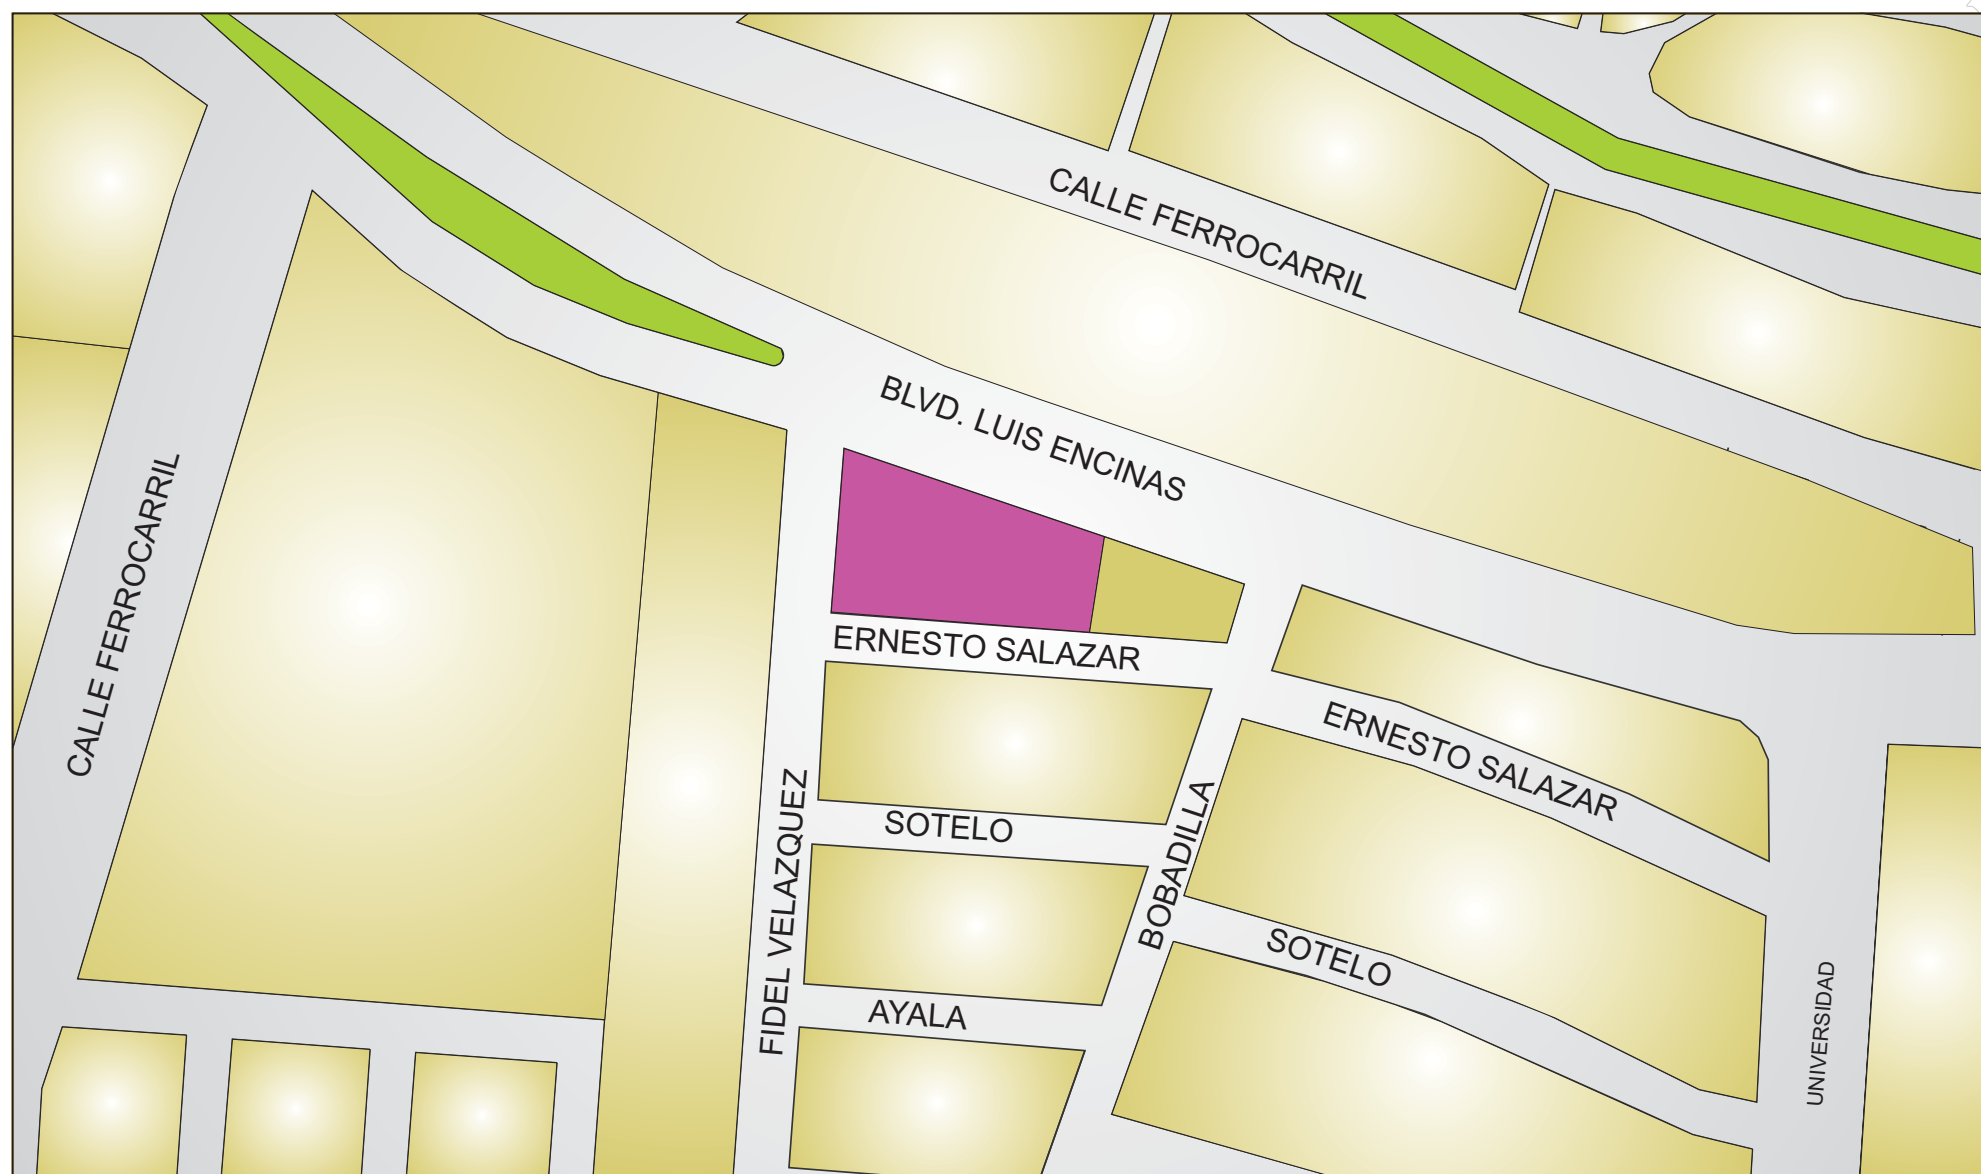 CALLE FERROCARRIL
BLVD. LUIS ENCINAS
CALLE FERROCARRIL
ERNESTO SALAZAR
ERNESTO SALAZAR
FIDEL VELAZQUEZ
SOTELO
BOBADILLA
SOTELO
AYALA
UNIVERSIDAD